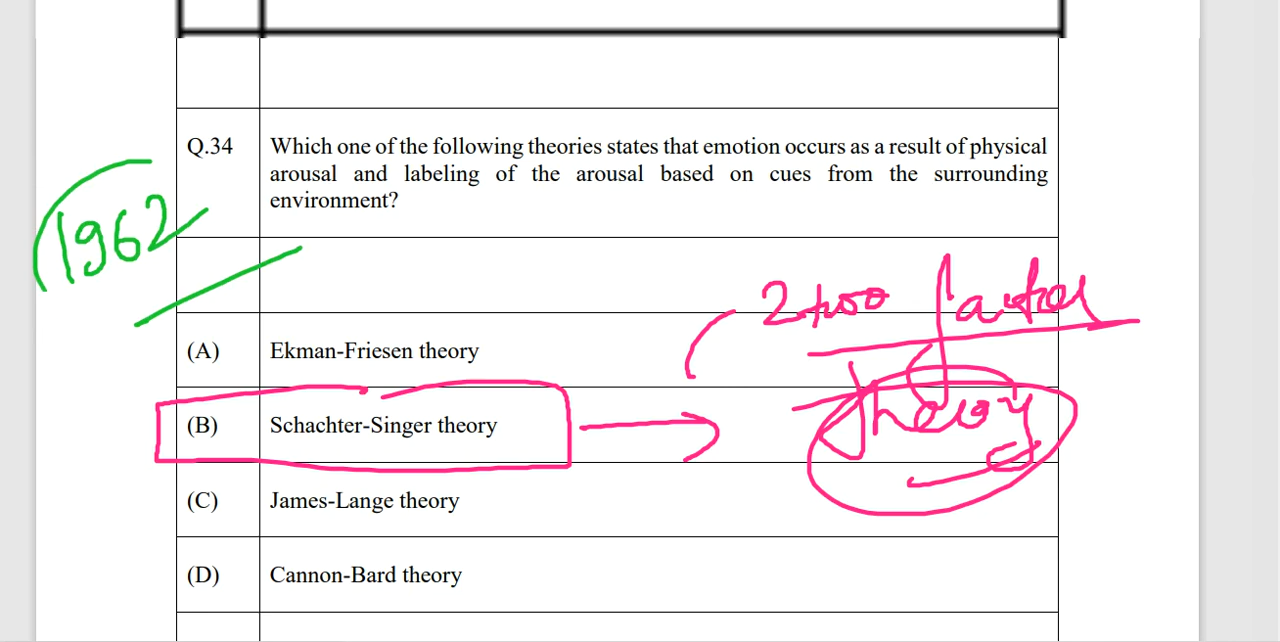 Q.34 Which one of the following theories states that emotion occurs as a result of physical
arousal and labeling of the arousal based on cues from the surrounding
environment?
1962
2 two factor
theory
(A) Ekman-Friesen theory
(B) Schachter-Singer theory
(C) James-Lange theory
(D) Cannon-Bard theory